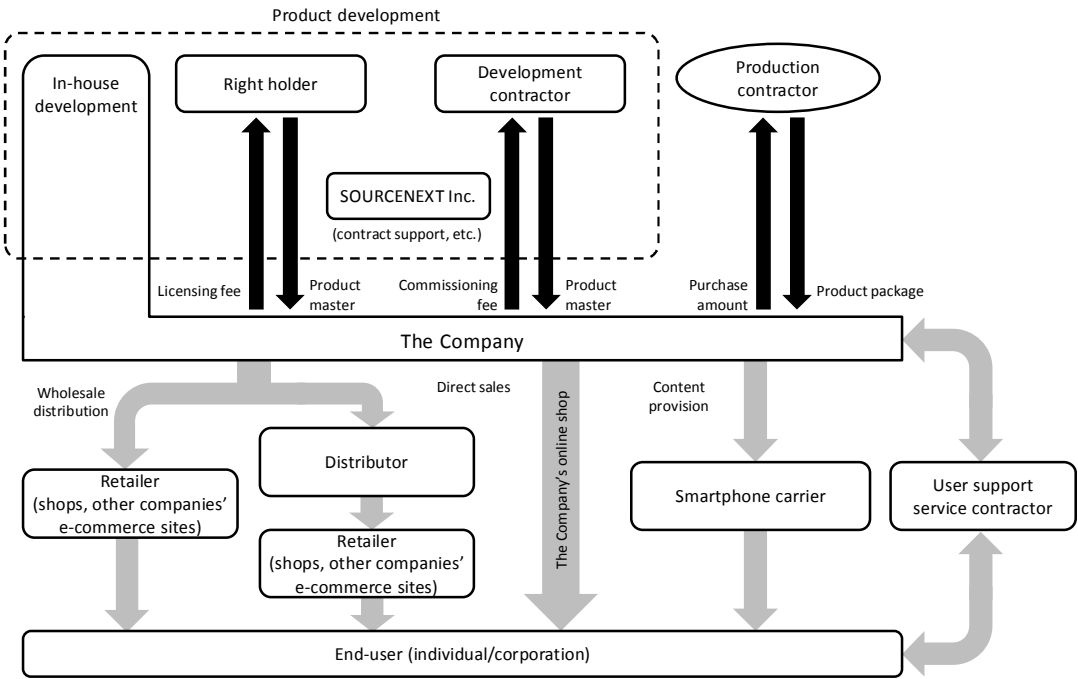 Product development
In-house
development
Right holder
Development
contractor
Production
contractor
SOURCENEXT Inc.
(contract support, etc.)
Licensing fee
Product
master
Commissioning
fee
Product
master
Purchase
amount
Product package
The Company
Wholesale
distribution
Direct sales
The Company’s online shop
Content
provision
Distributor
Retailer
(shops, other companies’
e-commerce sites)
Smartphone carrier
User support
service contractor
Retailer
(shops, other companies’
e-commerce sites)
End-user (individual/corporation)